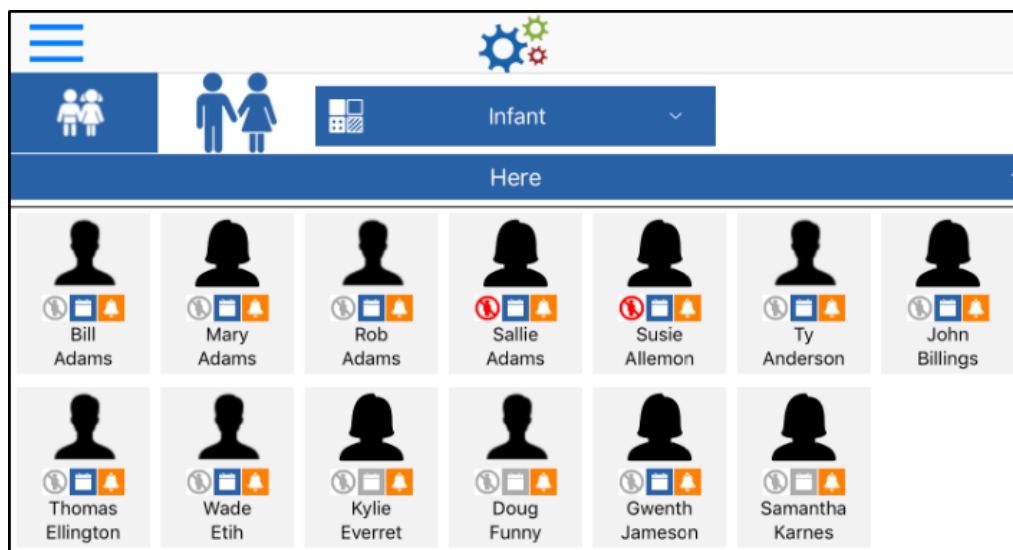 Infant
Here
Bill
Adams
Mary
Adams
Rob
Adams
Sallie
Adams
Susie
Allemon
Ty
Anderson
John
Billings
Thomas
Ellington
Wade
Etih
Kylie
Everret
Doug
Funny
Gwenth
Jameson
Samantha
Karnes